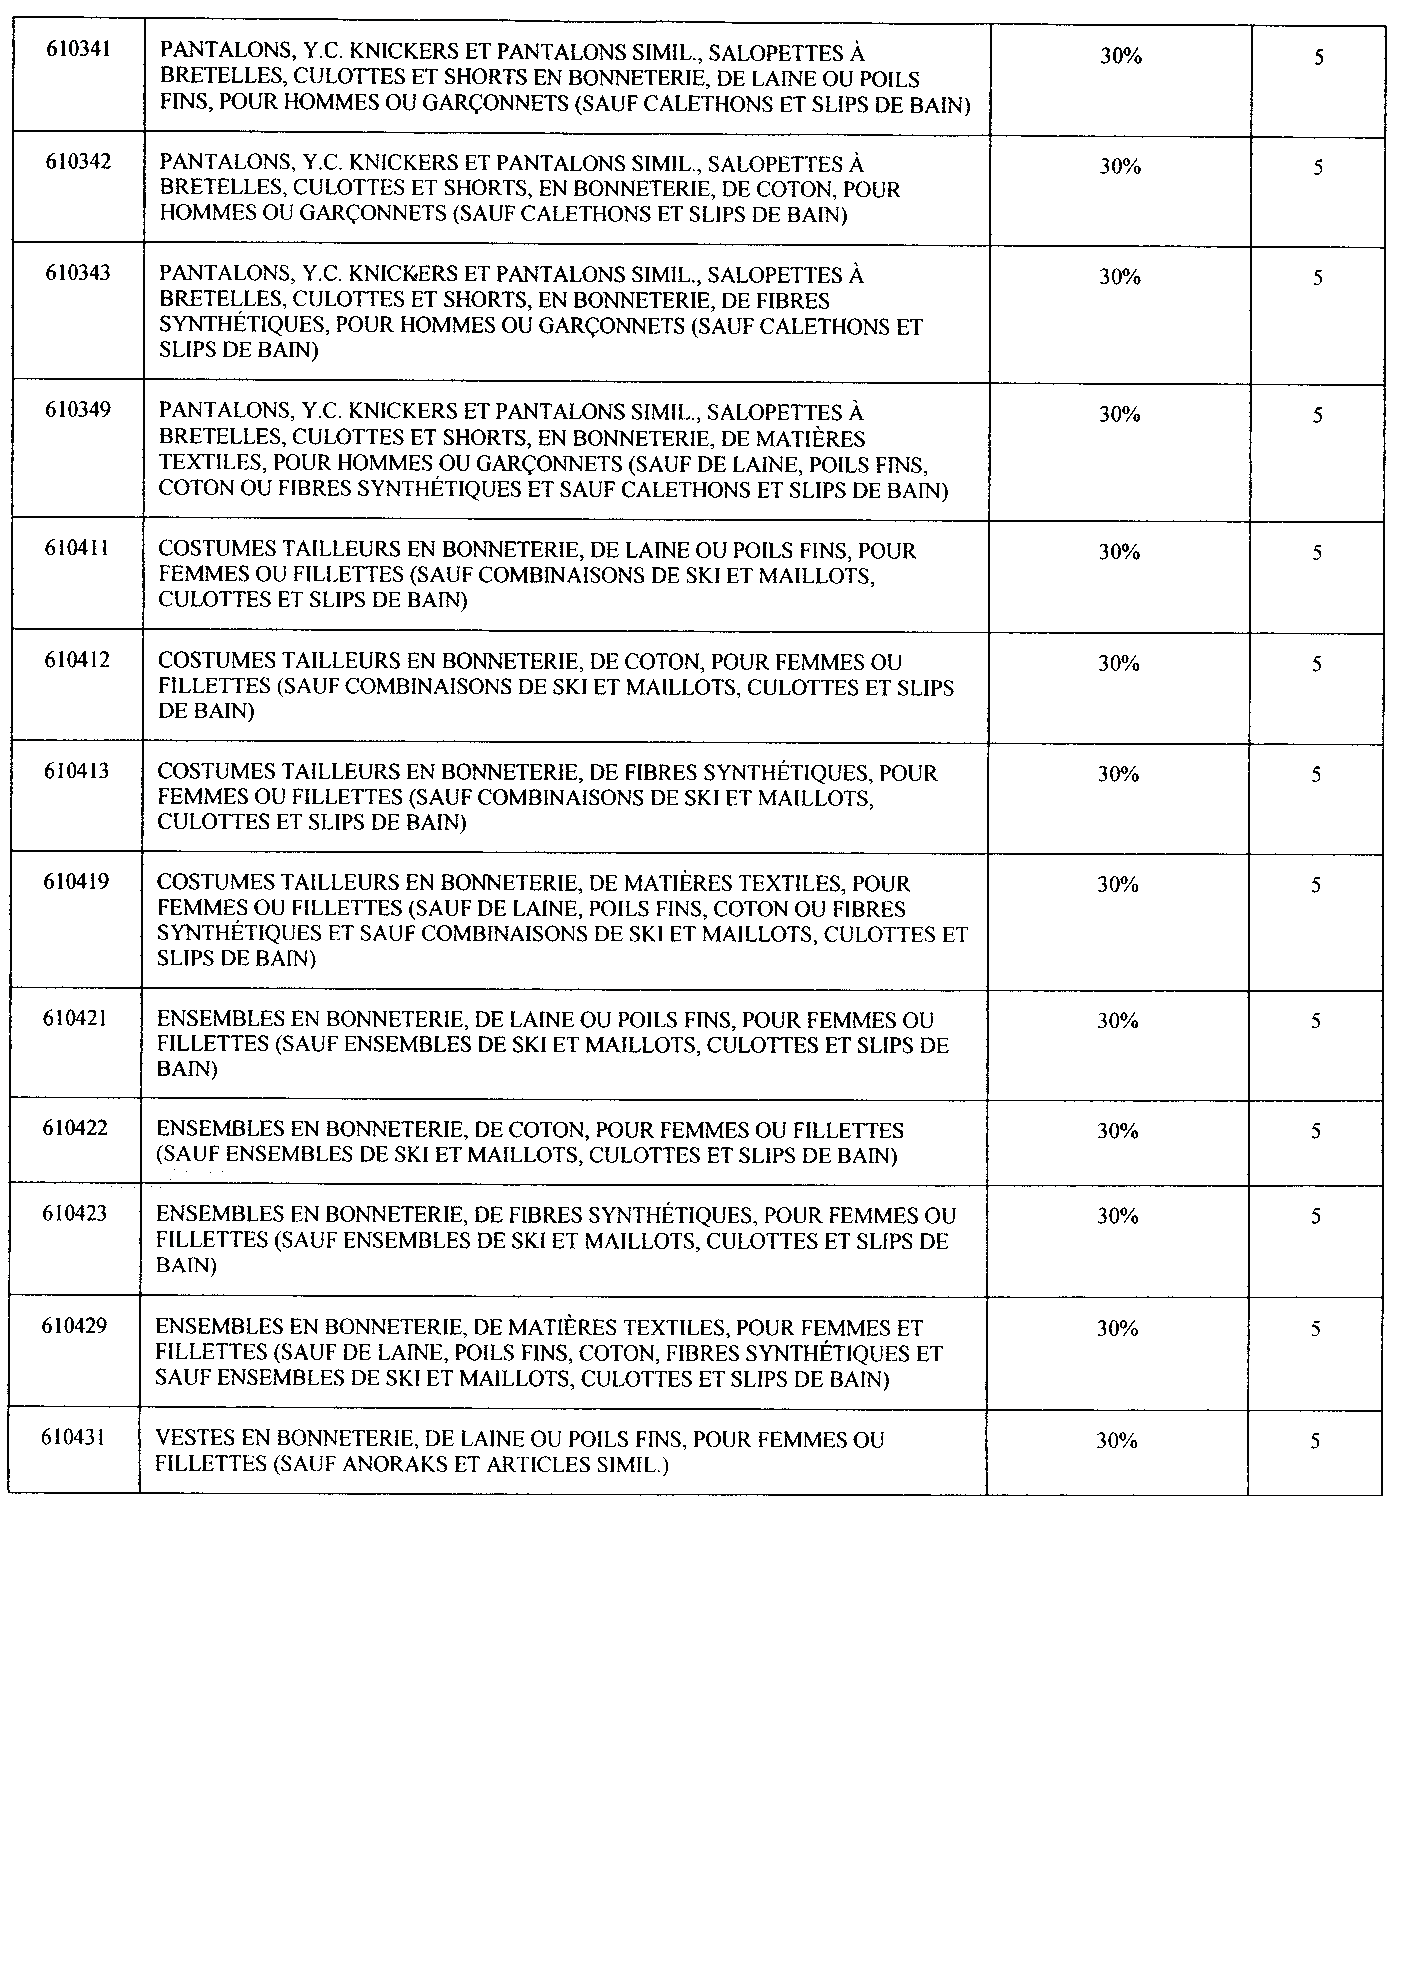 610341 PANTALONS, Y.C. KNICKERS ET PANTALONS SIMIL., SALOPETTES À 30% 5
BRETELLES, CULOTTES ET SHORTS EN BONNETERIE, DE LAINE OU POILS
FINS, POUR HOMMES OU GARÇONNETS (SAUF CALETHONS ET SLIPS DE BAIN)
610342 PANTALONS, Y.C. KNICKERS ET PANTALONS SIMIL., SALOPETTES À 30% 5
BRETELLES, CULOTTES ET SHORTS, EN BONNETERIE, DE COTON, POUR
HOMMES OU GARÇONNETS (SAUF CALETHONS ET SLIPS DE BAIN)
610343 PANTALONS, Y.C. KNICKERS ET PANTALONS SIMIL., SALOPETTES À 30% 5
BRETELLES, CULOTTES ET SHORTS, EN BONNETERIE, DE FIBRES
SYNTHÉTIQUES, POUR HOMMES OU GARÇONNETS (SAUF CALETHONS ET
SLIPS DE BAIN)
610349 PANTALONS, Y.C. KNICKERS ET PANTALONS SIMIL., SALOPETTES À 30% 5
BRETELLES, CULOTTES ET SHORTS, EN BONNETERIE, DE MATIÈRES
TEXTILES, POUR HOMMES OU GARÇONNETS (SAUF DE LAINE, POILS FINS,
COTON OU FIBRES SYNTHÉTIQUES ET SAUF CALETHONS ET SLIPS DE BAIN)
610411 COSTUMES TAILLEURS EN BONNETERIE, DE LAINE OU POILS FINS, POUR 30% 5
FEMMES OU FILLETTES (SAUF COMBINAISONS DE SKI ET MAILLOTS,
CULOTTES ET SLIPS DE BAIN)
610412 COSTUMES TAILLEURS EN BONNETERIE, DE COTON, POUR FEMMES OU 30% 5
FILLETTES (SAUF COMBINAISONS DE SKI ET MAILLOTS, CULOTTES ET SLIPS
DE BAIN)
610413 COSTUMES TAILLEURS EN BONNETERIE, DE FIBRES SYNTHÉTIQUES, POUR 30% 5
FEMMES OU FILLETTES (SAUF COMBINAISONS DE SKI ET MAILLOTS,
CULOTTES ET SLIPS DE BAIN)
610419 COSTUMES TAILLEURS EN BONNETERIE, DE MATIÈRES TEXTILES, POUR 30% 5
FEMMES OU FILLETTES (SAUF DE LAINE, POILS FINS, COTON OU FIBRES
SYNTHÉTIQUES ET SAUF COMBINAISONS DE SKI ET MAILLOTS, CULOTTES ET
SLIPS DE BAIN)
610421 ENSEMBLES EN BONNETERIE, DE LAINE OU POILS FINS, POUR FEMMES OU 30% 5
FILLETTES (SAUF ENSEMBLES DE SKI ET MAILLOTS, CULOTTES ET SLIPS DE
BAIN)
610422 ENSEMBLES EN BONNETERIE, DE COTON, POUR FEMMES OU FILLETTES 30% 5
(SAUF ENSEMBLES DE SKI ET MAILLOTS, CULOTTES ET SLIPS DE BAIN)
610423 ENSEMBLES EN BONNETERIE, DE FIBRES SYNTHÉTIQUES, POUR FEMMES OU 30% 5
FILLETTES (SAUF ENSEMBLES DE SKI ET MAILLOTS, CULOTTES ET SLIPS DE
BAIN)
610429 ENSEMBLES EN BONNETERIE, DE MATIÈRES TEXTILES, POUR FEMMES ET 30% 5
FILLETTES (SAUF DE LAINE, POILS FINS, COTON, FIBRES SYNTHÉTIQUES ET
SAUF ENSEMBLES DE SKI ET MAILLOTS, CULOTTES ET SLIPS DE BAIN)
610431 VESTES EN BONNETERIE, DE LAINE OU POILS FINS, POUR FEMMES OU 30% 5
FILLETTES (SAUF ANORAKS ET ARTICLES SIMIL.)